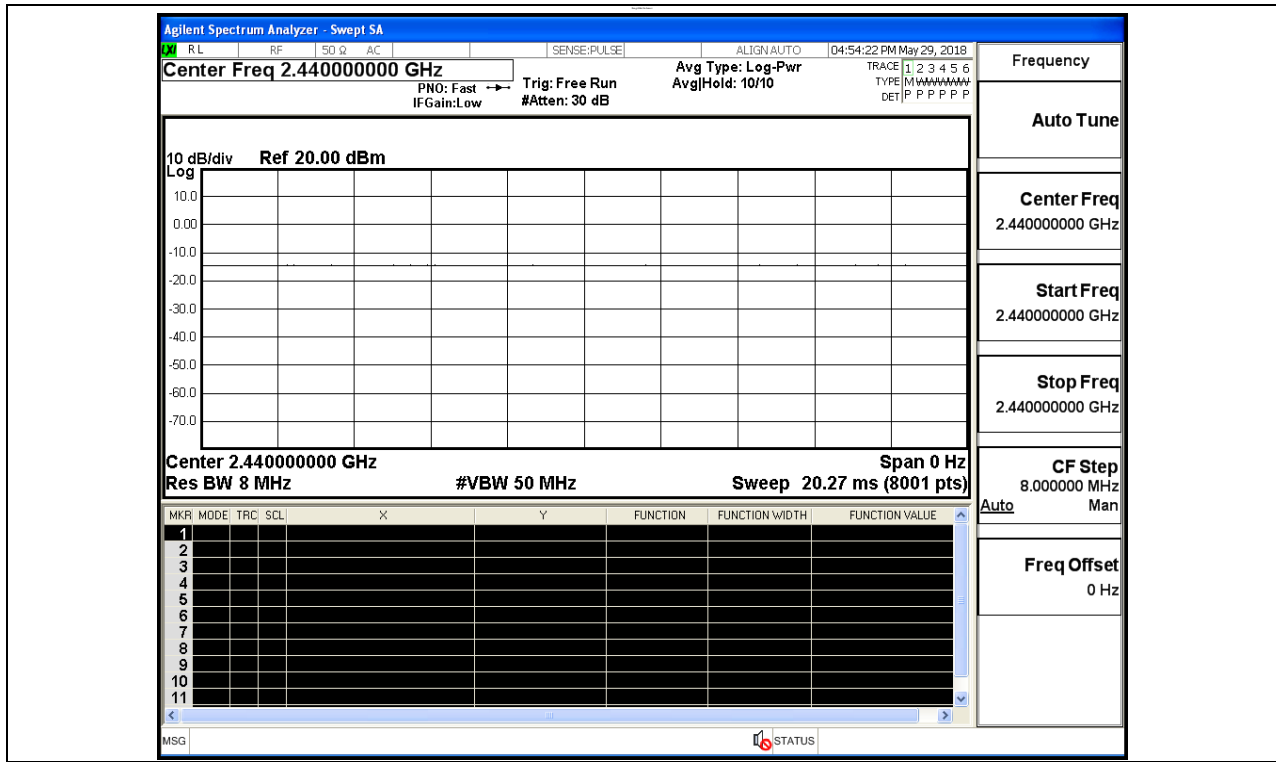 Agilent Spectrum Analyzer - Swept SA
LXI RL RF 50 Ω AC SENSE:PULSE ALIGN AUTO 04:54:22 PM May 29, 2018
Center Freq 2.440000000 GHz
PNO: Fast
IFGain:Low
Trig: Free Run
#Atten: 30 dB
Avg Type: Log-Pwr
Avg|Hold: 10/10
TRACE 1 2 3 4 5 6
TYPE M
DET P P P P P P
10 dB/div Ref 20.00 dBm
Log
10.0
0.00
-10.0
-20.0
-30.0
-40.0
-50.0
-60.0
-70.0
Center 2.440000000 GHz Span 0 Hz
Res BW 8 MHz #VBW 50 MHz Sweep 20.27 ms (8001 pts)
MKR MODE TRC SCL X Y FUNCTION FUNCTION WIDTH FUNCTION VALUE
1
2
3
4
5
6
7
8
9
10
11
MSG STATUS
Frequency
Auto Tune
Center Freq
2.440000000 GHz
Start Freq
2.440000000 GHz
Stop Freq
2.440000000 GHz
CF Step
8.000000 MHz
Auto Man
Freq Offset
0 Hz